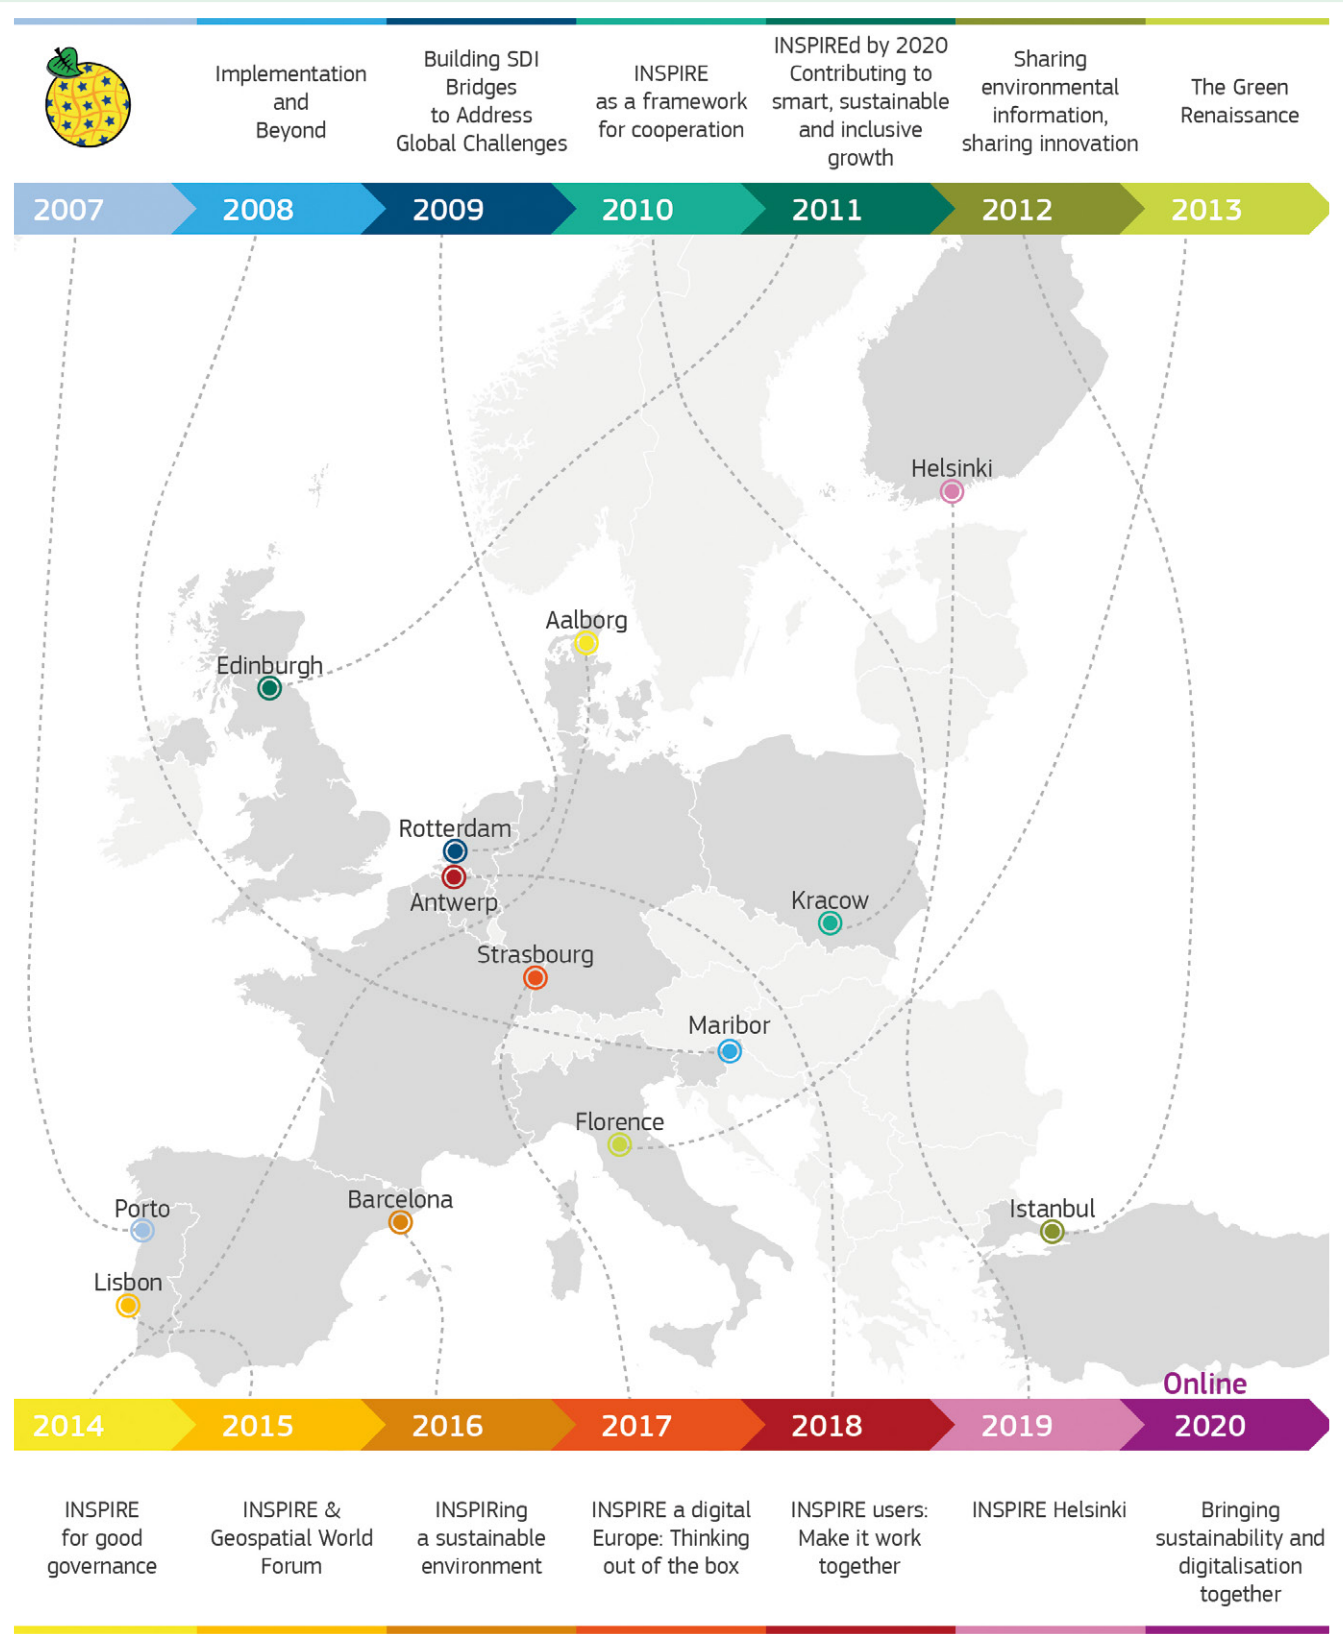 Implementation
and
Beyond
Building SDI
Bridges
to Address
Global Challenges
INSPIRE
as a framework
for cooperation
INSPIREd by 2020
Contributing to
smart, sustainable
and inclusive
growth
Sharing
environmental
information,
sharing innovation
The Green
Renaissance
2007
2008
2009
2010
2011
2012
2013
Helsinki
Aalborg
Edinburgh
Rotterdam
Antwerp
Kracow
Strasbourg
Maribor
Florence
Barcelona
Porto
Istanbul
Lisbon
Online
2014
2015
2016
2017
2018
2019
2020
INSPIRE
for good
governance
INSPIRE &
Geospatial World
Forum
INSPIRing
a sustainable
environment
INSPIRE a digital
Europe: Thinking
out of the box
INSPIRE users:
Make it work
together
INSPIRE Helsinki
Bringing
sustainability and
digitalisation
together